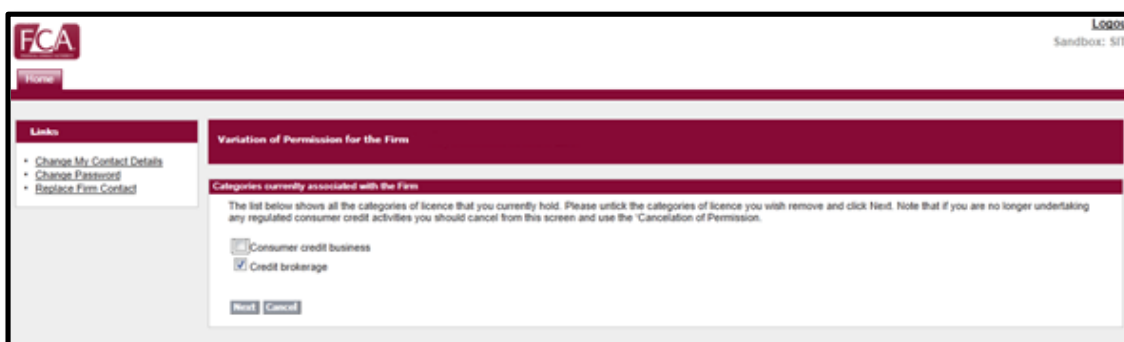 Logou
FCA
Sandbox: SIT
Home
Links
Change My Contact Details
Change Password
Replace Firm Contact
Variation of Permission for the Firm
Categories currently associated with the Firm
The list below shows all the categories of licence that you currently hold. Please untick the categories of licence you wish remove and click Next. Note that if you are no longer undertaking
any regulated consumer credit activities you should cancel from this screen and use the 'Cancelation of Permission.
Consumer credit business
Credit brokerage
Next Cancel